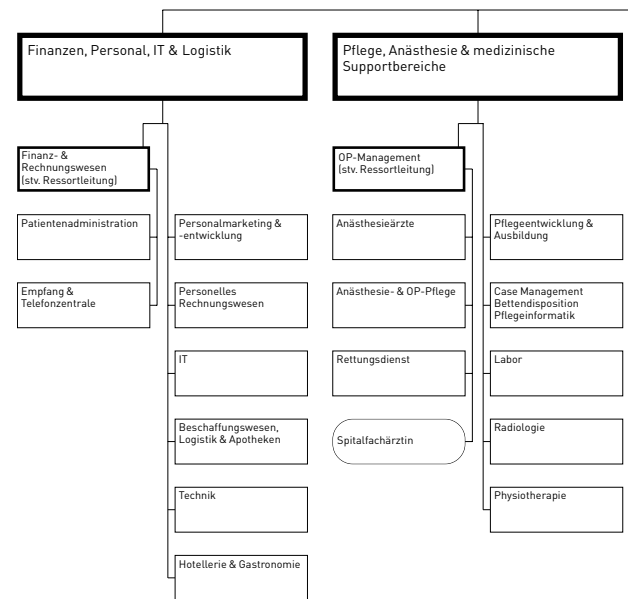 Finanzen, Personal, IT & Logistik
Finanz- &
Rechnungswesen
(stv. Ressortleitung)
Patientenadministration
Empfang &
Telefonzentrale
Personalmarketing &
-entwicklung
Personelles
Rechnungswesen
IT
Beschaffungswesen,
Logistik & Apotheken
Technik
Hotellerie & Gastronomie
Pflege, Anästhesie & medizinische
Supportbereiche
OP-Management
(stv. Ressortleitung)
Anästhesieärzte
Anästhesie- & OP-Pflege
Rettungsdienst
Spitalfachärztin
Pflegeentwicklung &
Ausbildung
Case Management
Bettendisposition
Pflegeinformatik
Labor
Radiologie
Physiotherapie